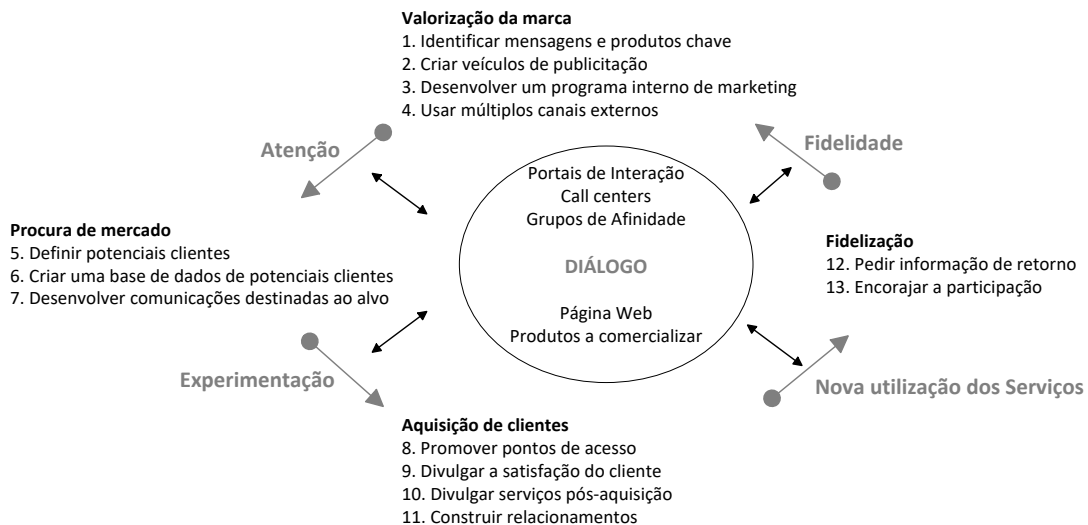 Valorização da marca
1. Identificar mensagens e produtos chave
2. Criar veículos de publicitação
3. Desenvolver um programa interno de marketing
4. Usar múltiplos canais externos
Atenção
Fidelidade
Portais de Interação
Call centers
Grupos de Afinidade
DIÁLOGO
Página Web
Produtos a comercializar
Procura de mercado
5. Definir potenciais clientes
6. Criar uma base de dados de potenciais clientes
7. Desenvolver comunicações destinadas ao alvo
Fidelização
12. Pedir informação de retorno
13. Encorajar a participação
Experimentação
Nova utilização dos Serviços
Aquisição de clientes
8. Promover pontos de acesso
9. Divulgar a satisfação do cliente
10. Divulgar serviços pós-aquisição
11. Construir relacionamentos